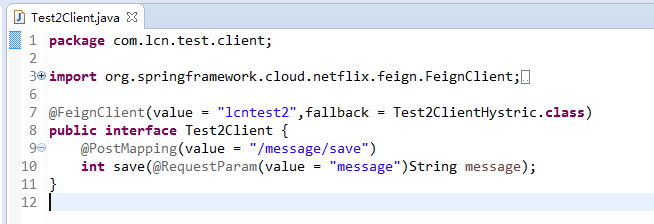 Test2Client.java
1 package com.lcn.test.client;
2
3 import org.springframework.cloud.netflix.feign.FeignClient;
6
7 @FeignClient(value = "lcntest2",fallback = Test2ClientHystric.class)
8 public interface Test2Client {
9 @PostMapping(value = "/message/save")
10 int save(@RequestParam(value = "message")String message);
11 }
12